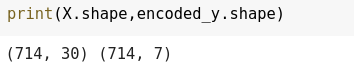 print(X.shape,encoded_y.shape)
(714, 30) (714, 7)